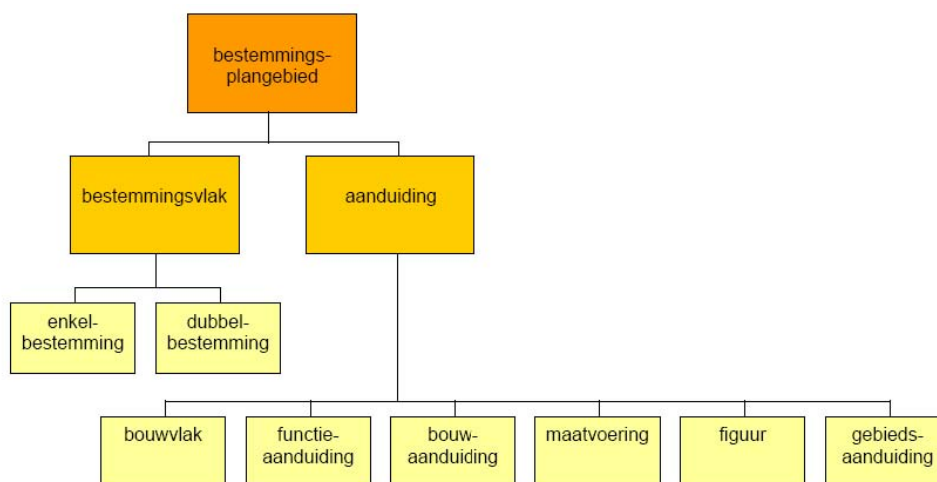 bestemmings-
plangebied
bestemmingsvlak
aanduiding
enkel-
bestemming
dubbel-
bestemming
bouwvlak
functie-
aanduiding
bouw-
aanduiding
maatvoering
figuur
gebieds-
aanduiding